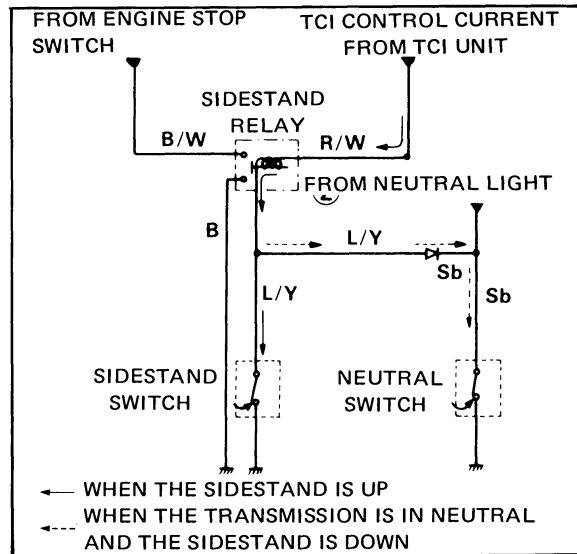 FROM ENGINE STOP
SWITCH
TCI CONTROL CURRENT
FROM TCI UNIT
SIDESTAND
RELAY
B/W
R/W
FROM NEUTRAL LIGHT
B
L/Y
Sb
Sb
L/Y
SIDESTAND
SWITCH
NEUTRAL
SWITCH
WHEN THE SIDESTAND IS UP
WHEN THE TRANSMISSION IS IN NEUTRAL
AND THE SIDESTAND IS DOWN